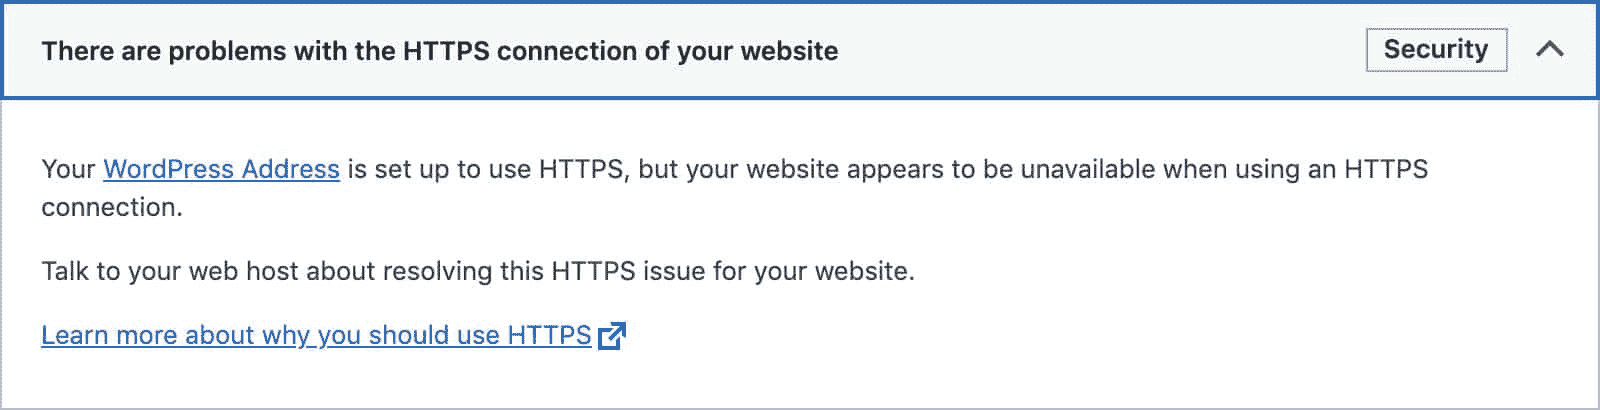 There are problems with the HTTPS connection of your website
Security
Your WordPress Address is set up to use HTTPS, but your website appears to be unavailable when using an HTTPS
connection.
Talk to your web host about resolving this HTTPS issue for your website.
Learn more about why you should use HTTPS